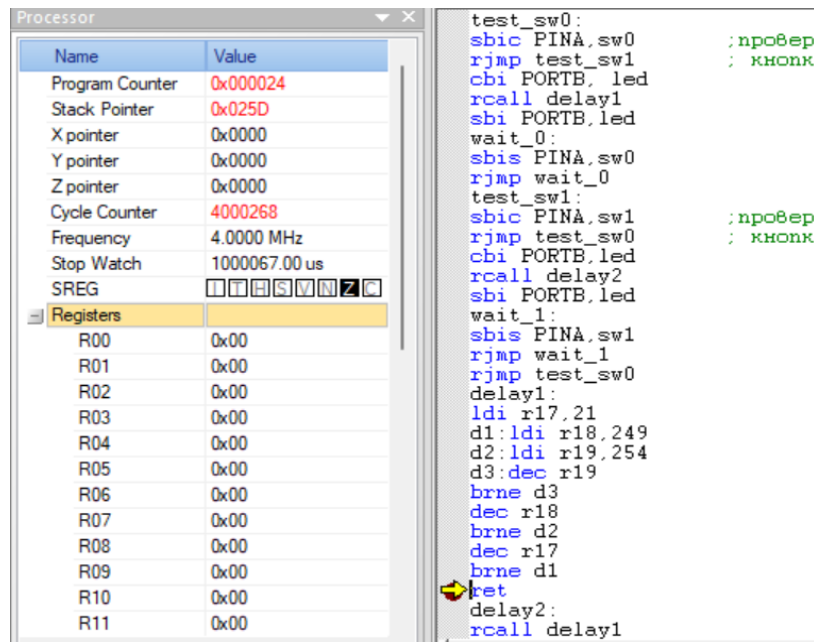 Processor
Name Value
Program Counter 0x000024
Stack Pointer 0x025D
X pointer 0x0000
Y pointer 0x0000
Z pointer 0x0000
Cycle Counter 4000268
Frequency 4.0000 MHz
Stop Watch 1000067.00 us
SREG I T H S V N Z C
Registers
R00 0x00
R01 0x00
R02 0x00
R03 0x00
R04 0x00
R05 0x00
R06 0x00
R07 0x00
R08 0x00
R09 0x00
R10 0x00
R11 0x00
test_sw0:
sbic PINA,sw0 ;провер
rjmp test_sw1 ; кнопк
cbi PORTB, led
rcall delay1
sbi PORTB,led
wait_0:
sbis PINA,sw0
rjmp wait_0
test_sw1:
sbic PINA,sw1 ;провер
rjmp test_sw0 ; кнопк
cbi PORTB,led
rcall delay2
sbi PORTB,led
wait_1:
sbis PINA,sw1
rjmp wait_1
rjmp test_sw0
delay1:
ldi r17,21
d1:ldi r18,249
d2:ldi r19,254
d3:dec r19
brne d3
dec r18
brne d2
dec r17
brne d1
ret
delay2:
rcall delay1